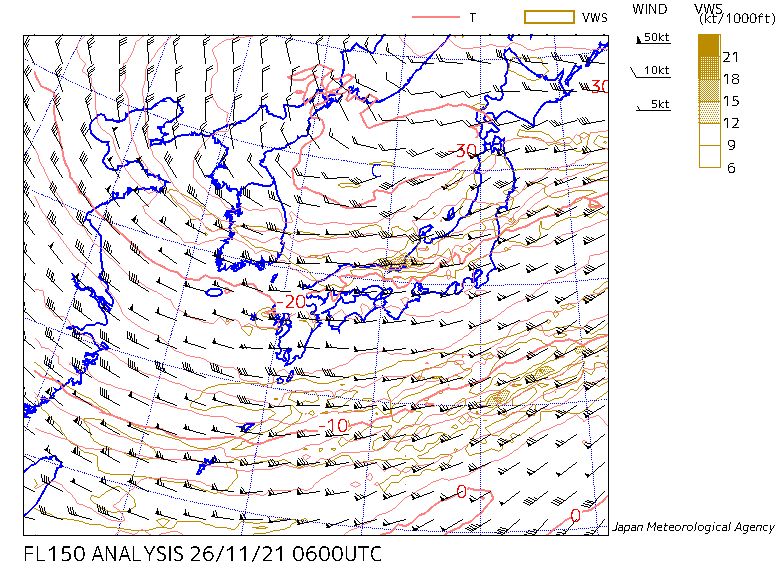 T VWS
WIND
50kt
10kt
5kt
VWS
(kt/1000ft)
21
18
15
12
9
6
30
30
C
-20
-10
0
0
Japan Meteorological Agency
FL150 ANALYSIS 26/11/21 0600UTC